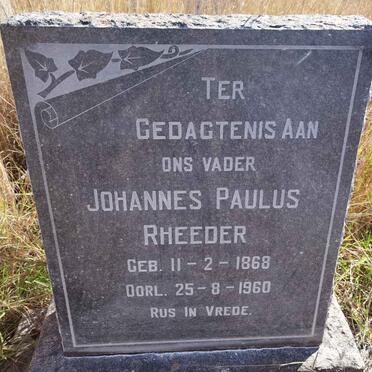 TER
GEDAGTENIS AAN
ONS VADER
JOHANNES PAULUS
RHEEDER
GEB. 11-2-1868
OORL. 25-8-1960
RUS IN VREDE.